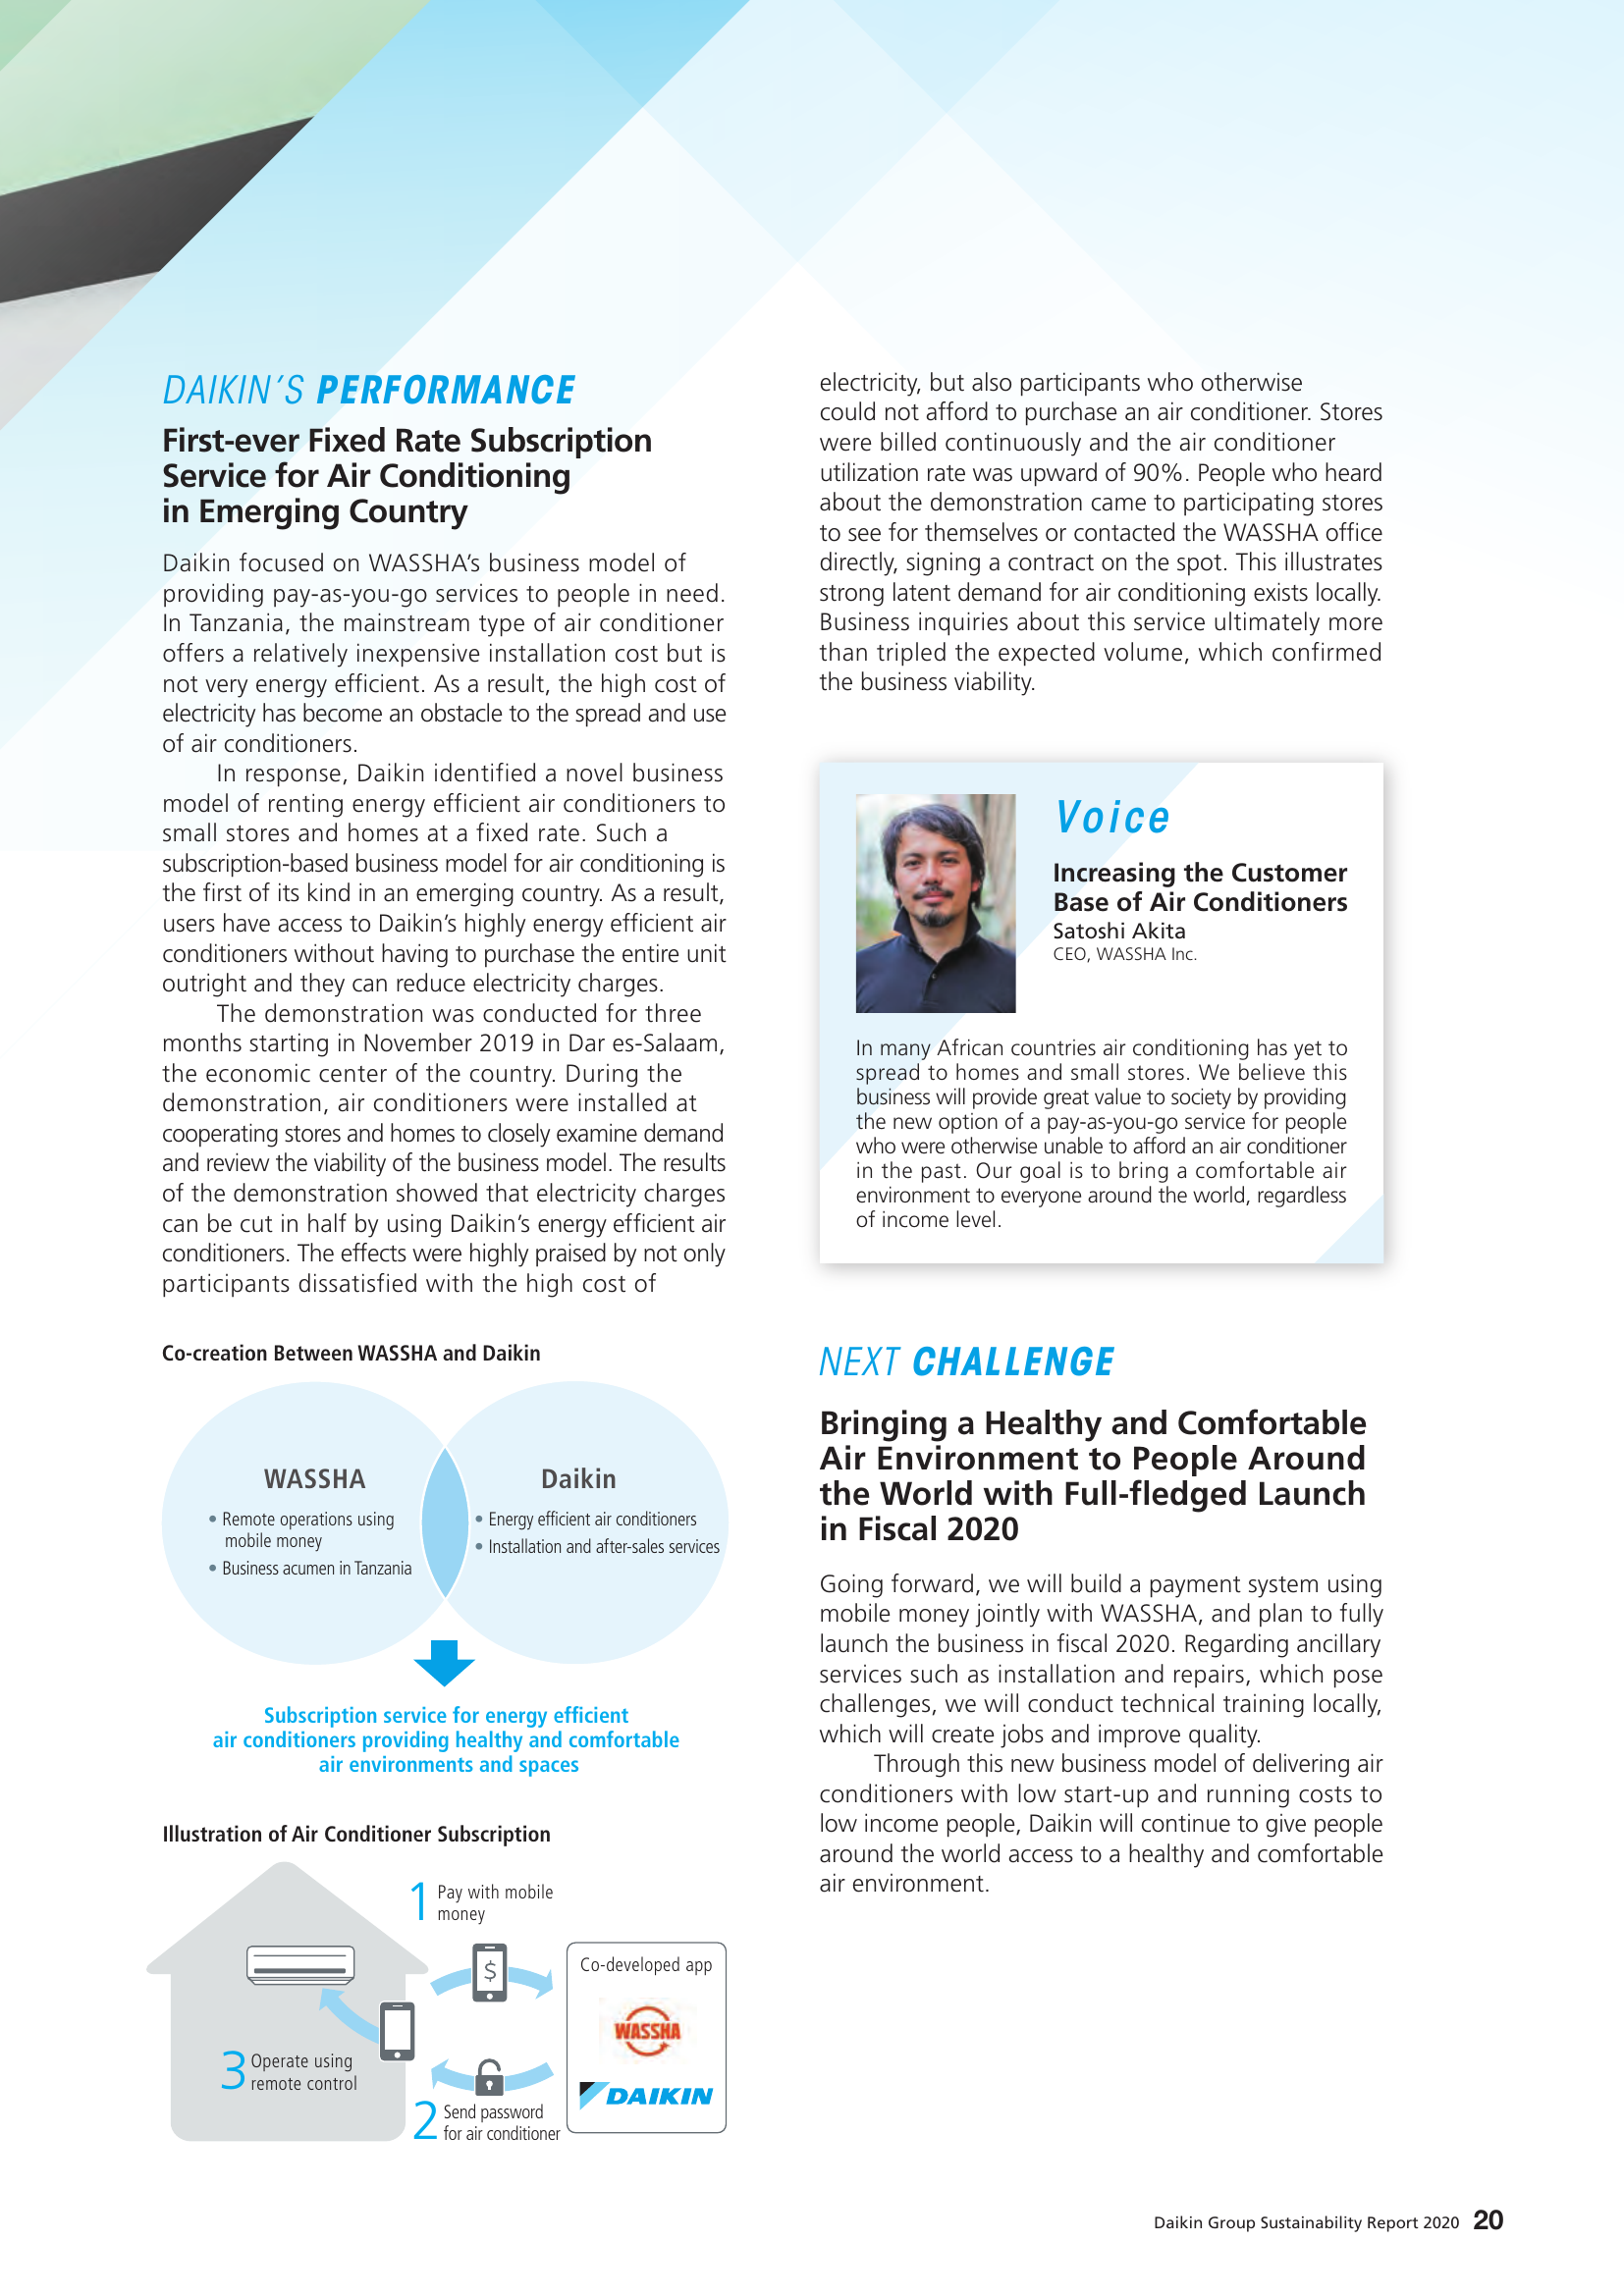 DAIKIN'S PERFORMANCE
First-ever Fixed Rate Subscription
Service for Air Conditioning
in Emerging Country
Daikin focused on WASSHA's business model of
providing pay-as-you-go services to people in need.
In Tanzania, the mainstream type of air conditioner
offers a relatively inexpensive installation cost but is
not very energy efficient. As a result, the high cost of
electricity has become an obstacle to the spread and use
of air conditioners.
In response, Daikin identified a novel business
model of renting energy efficient air conditioners to
small stores and homes at a fixed rate. Such a
subscription-based business model for air conditioning is
the first of its kind in an emerging country. As a result,
users have access to Daikin's highly energy efficient air
conditioners without having to purchase the entire unit
outright and they can reduce electricity charges.
The demonstration was conducted for three
months starting in November 2019 in Dar es-Salaam,
the economic center of the country. During the
demonstration, air conditioners were installed at
cooperating stores and homes to closely examine demand
and review the viability of the business model. The results
of the demonstration showed that electricity charges
can be cut in half by using Daikin's energy efficient air
conditioners. The effects were highly praised by not only
participants dissatisfied with the high cost of
electricity, but also participants who otherwise
could not afford to purchase an air conditioner. Stores
were billed continuously and the air conditioner
utilization rate was upward of 90%. People who heard
about the demonstration came to participating stores
to see for themselves or contacted the WASSHA office
directly, signing a contract on the spot. This illustrates
strong latent demand for air conditioning exists locally.
Business inquiries about this service ultimately more
than tripled the expected volume, which confirmed
the business viability.
Voice
Increasing the Customer
Base of Air Conditioners
Satoshi Akita
CEO, WASSHA Inc.
In many African countries air conditioning has yet to
spread to homes and small stores. We believe this
business will provide great value to society by providing
the new option of a pay-as-you-go service for people
who were otherwise unable to afford an air conditioner
in the past. Our goal is to bring a comfortable air
environment to everyone around the world, regardless
of income level.
Co-creation Between WASSHA and Daikin
WASSHA
• Remote operations using
mobile money
• Business acumen in Tanzania
Daikin
• Energy efficient air conditioners
• Installation and after-sales services
Subscription service for energy efficient
air conditioners providing healthy and comfortable
air environments and spaces
Illustration of Air Conditioner Subscription
1 Pay with mobile
money
$
Co-developed app
WASSHA
DAIKIN
2 Send password
for air conditioner
3 Operate using
remote control
NEXT CHALLENGE
Bringing a Healthy and Comfortable
Air Environment to People Around
the World with Full-fledged Launch
in Fiscal 2020
Going forward, we will build a payment system using
mobile money jointly with WASSHA, and plan to fully
launch the business in fiscal 2020. Regarding ancillary
services such as installation and repairs, which pose
challenges, we will conduct technical training locally,
which will create jobs and improve quality.
Through this new business model of delivering air
conditioners with low start-up and running costs to
low income people, Daikin will continue to give people
around the world access to a healthy and comfortable
air environment.
Daikin Group Sustainability Report 2020 20